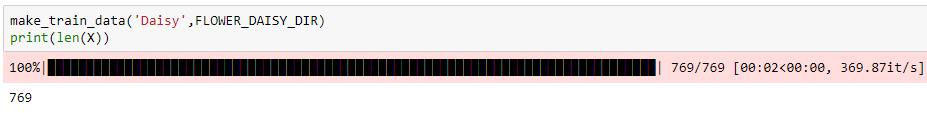 make_train_data('Daisy',FLOWER_DAISY_DIR)
print(len(X))
100%| | 769/769 [00:02<00:00, 369.87it/s]
769